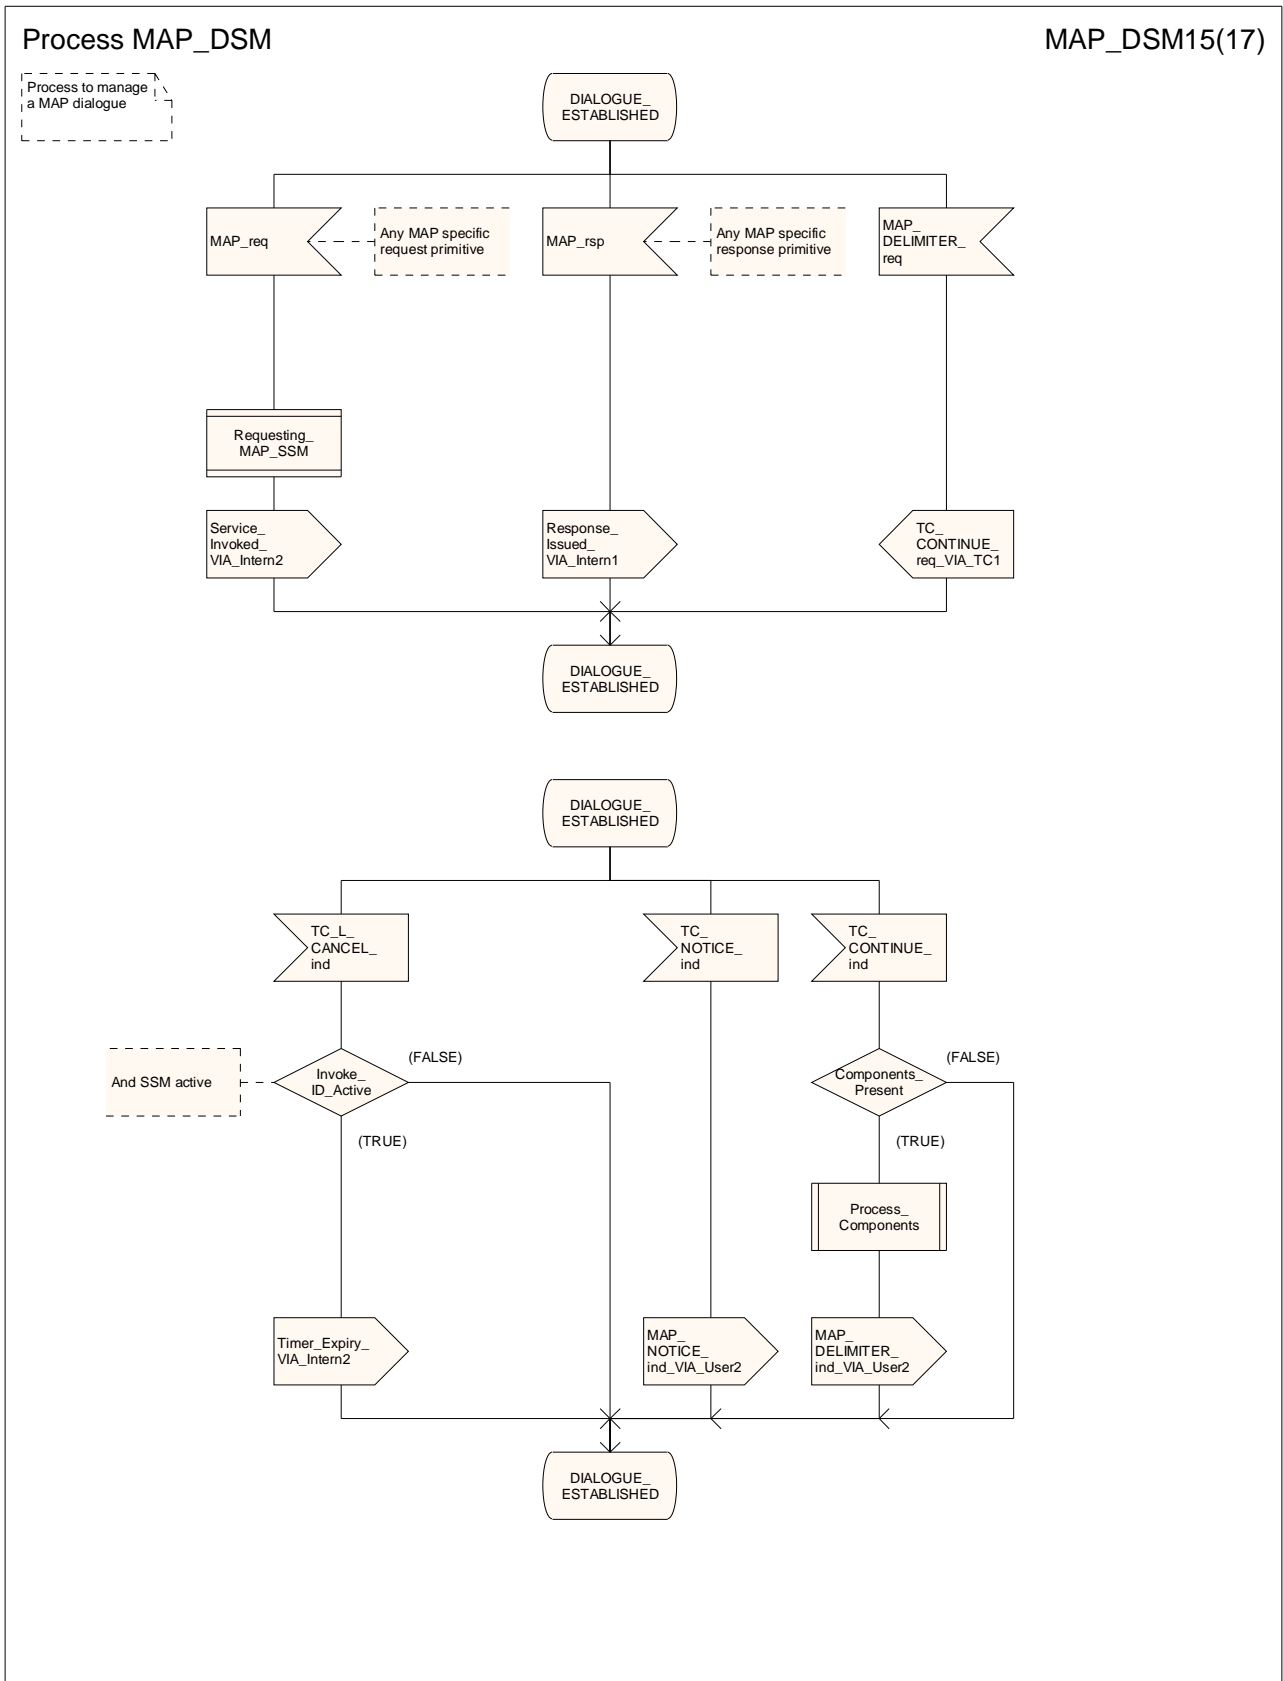 Process MAP_DSM
MAP_DSM15(17)
Process to manage
a MAP dialogue
DIALOGUE_
ESTABLISHED
MAP_req
Any MAP specific
request primitive
MAP_rsp
Any MAP specific
response primitive
MAP_
DELIMITER_
req
Requesting_
MAP_SSM
Service_
Invoked_
VIA_Intern2
Response_
Issued_
VIA_Intern1
TC_
CONTINUE_
req_VIA_TC1
DIALOGUE_
ESTABLISHED
DIALOGUE_
ESTABLISHED
TC_L_
CANCEL_
ind
TC_
NOTICE_
ind
TC_
CONTINUE_
ind
And SSM active
Invoke_
ID_Active
(FALSE)
(TRUE)
Components_
Present
(FALSE)
(TRUE)
Process_
Components
Timer_Expiry_
VIA_Intern2
MAP_
NOTICE_
ind_VIA_User2
MAP_
DELIMITER_
ind_VIA_User2
DIALOGUE_
ESTABLISHED